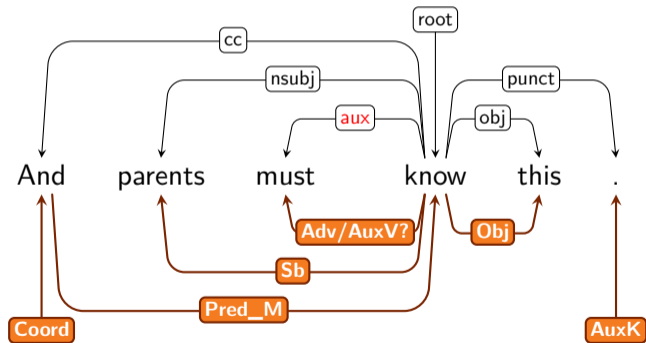 root
cc
nsubj punct
aux obj
And parents must know this .
Adv/AuxV? Obj
Sb
Pred_M
Coord AuxK